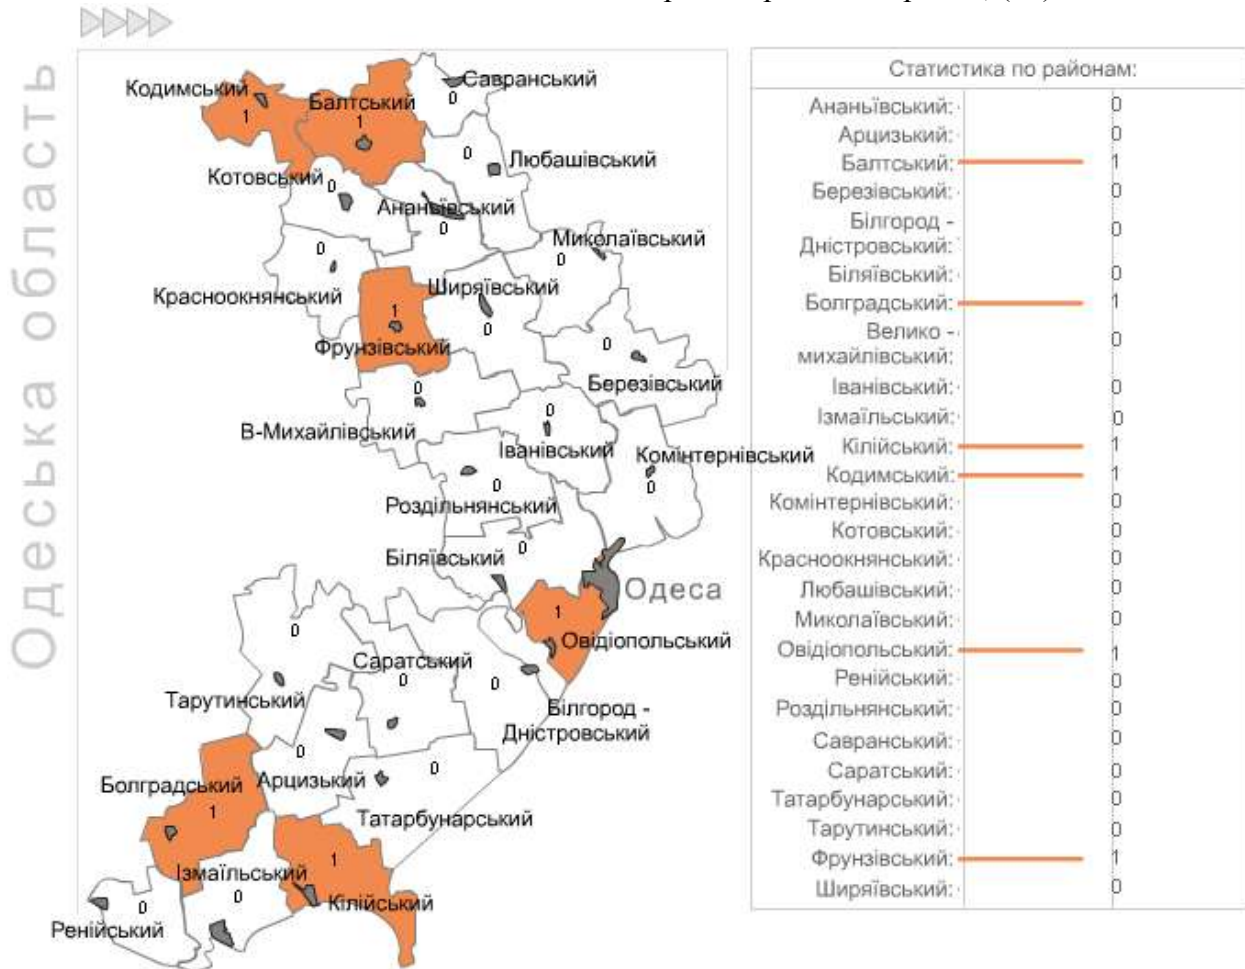 Одеська область
Савранський
0
Кодимський
1
Балтський
1
Любашівський
0
Котовський
0
Ананьївський
0
Миколаївський
0
Красноокнянський
0
Ширяївський
0
1
Фрунзівський
0
Березівський
0
В-Михайлівський
0
Іванівський
Комінтернівський
0
0
Роздільнянський
Біляївський
0
Одеса
1
Овідіопольський
0
Тарутинський
Саратський
0
0
Білгород -
Дністровський
0
Арцизький
0
Татарбунарський
Болградський
1
Ізмаїльський
0
1
Кілійський
0
Ренійський
Статистика по районам:
Ананьївський: 0
Арцизький: 0
Балтський: 1
Березівський: 0
Білгород -
Дністровський: 0
Біляївський: 0
Болградський: 1
Велико -
михайлівський: 0
Іванівський: 0
Ізмаїльський: 0
Кілійський: 1
Кодимський: 1
Комінтернівський: 0
Котовський: 0
Красноокнянський: 0
Любашівський: 0
Миколаївський: 0
Овідіопольський: 1
Ренійський: 0
Роздільнянський: 0
Савранський: 0
Саратський: 0
Татарбунарський: 0
Тарутинський: 0
Фрунзівський: 1
Ширяївський: 0